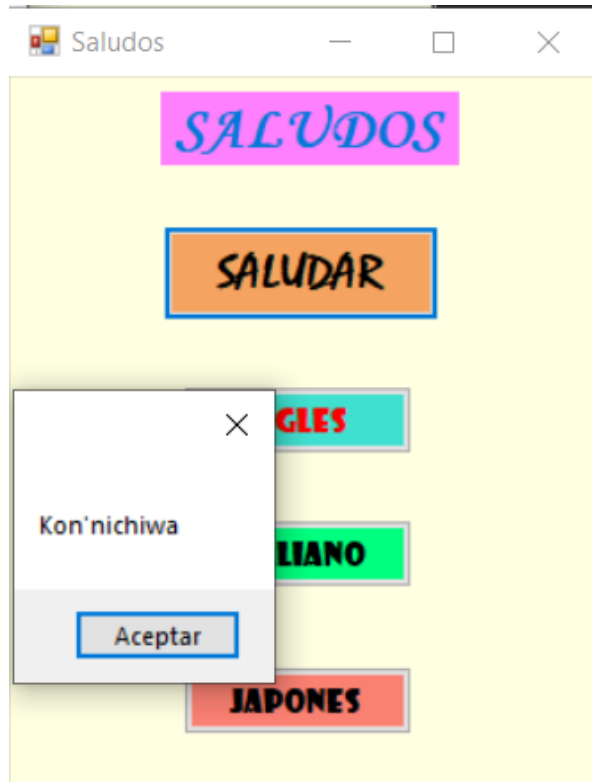 Saludos
SALUDOS
SALUDAR
GLES
Kon'nichiwa
LIANO
Aceptar
JAPONES